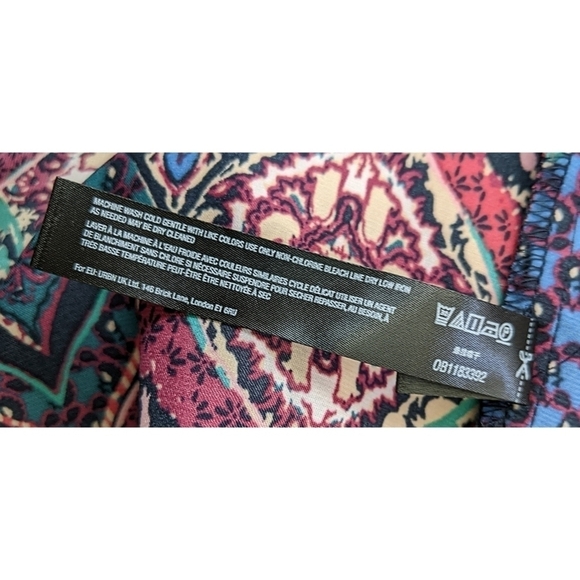 MACHINE WASH COLD GENTLE WITH LIKE COLORS USE ONLY NON-CHLORINE BLEACH LINE DRY LOW IRON
AS NEEDED MAY BE DRY CLEANED
LAVER À LA MACHINE À L'EAU FROIDE AVEC COULEURS SIMILAIRES CYCLE DÉLICAT UTILISER UN AGENT
DE BLANCHIMENT SANS CHLORE SI NÉCESSAIRE SUSPENDRE POUR SECHER REPASSER, AU BESOIN, À
TRÈS BASSE TEMPÉRATURE PEUT-ÊTRE ÊTRE NETTOYÉE À SEC
For EU: URBN UK Ltd. 146 Brick Lane, London E1 6RU
OB1183392